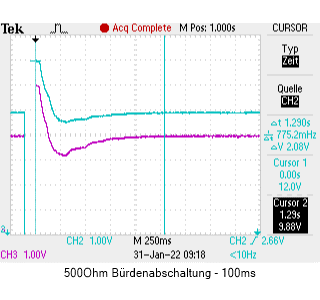 Tek Acq Complete M Pos: 1.000s CURSOR
Typ
Zeit
Quelle
CH2
Δt 1.290s
1/Δt 775.2mHz
ΔV 2.08V
Cursor 1
0.00s
12.0V
Cursor 2
1.29s
9.88V
CH2 1.00V M 250ms CH2 / 2.66V
CH3 1.00V 31-Jan-22 09:18 <10Hz
500Ohm Bürdenabschaltung - 100ms